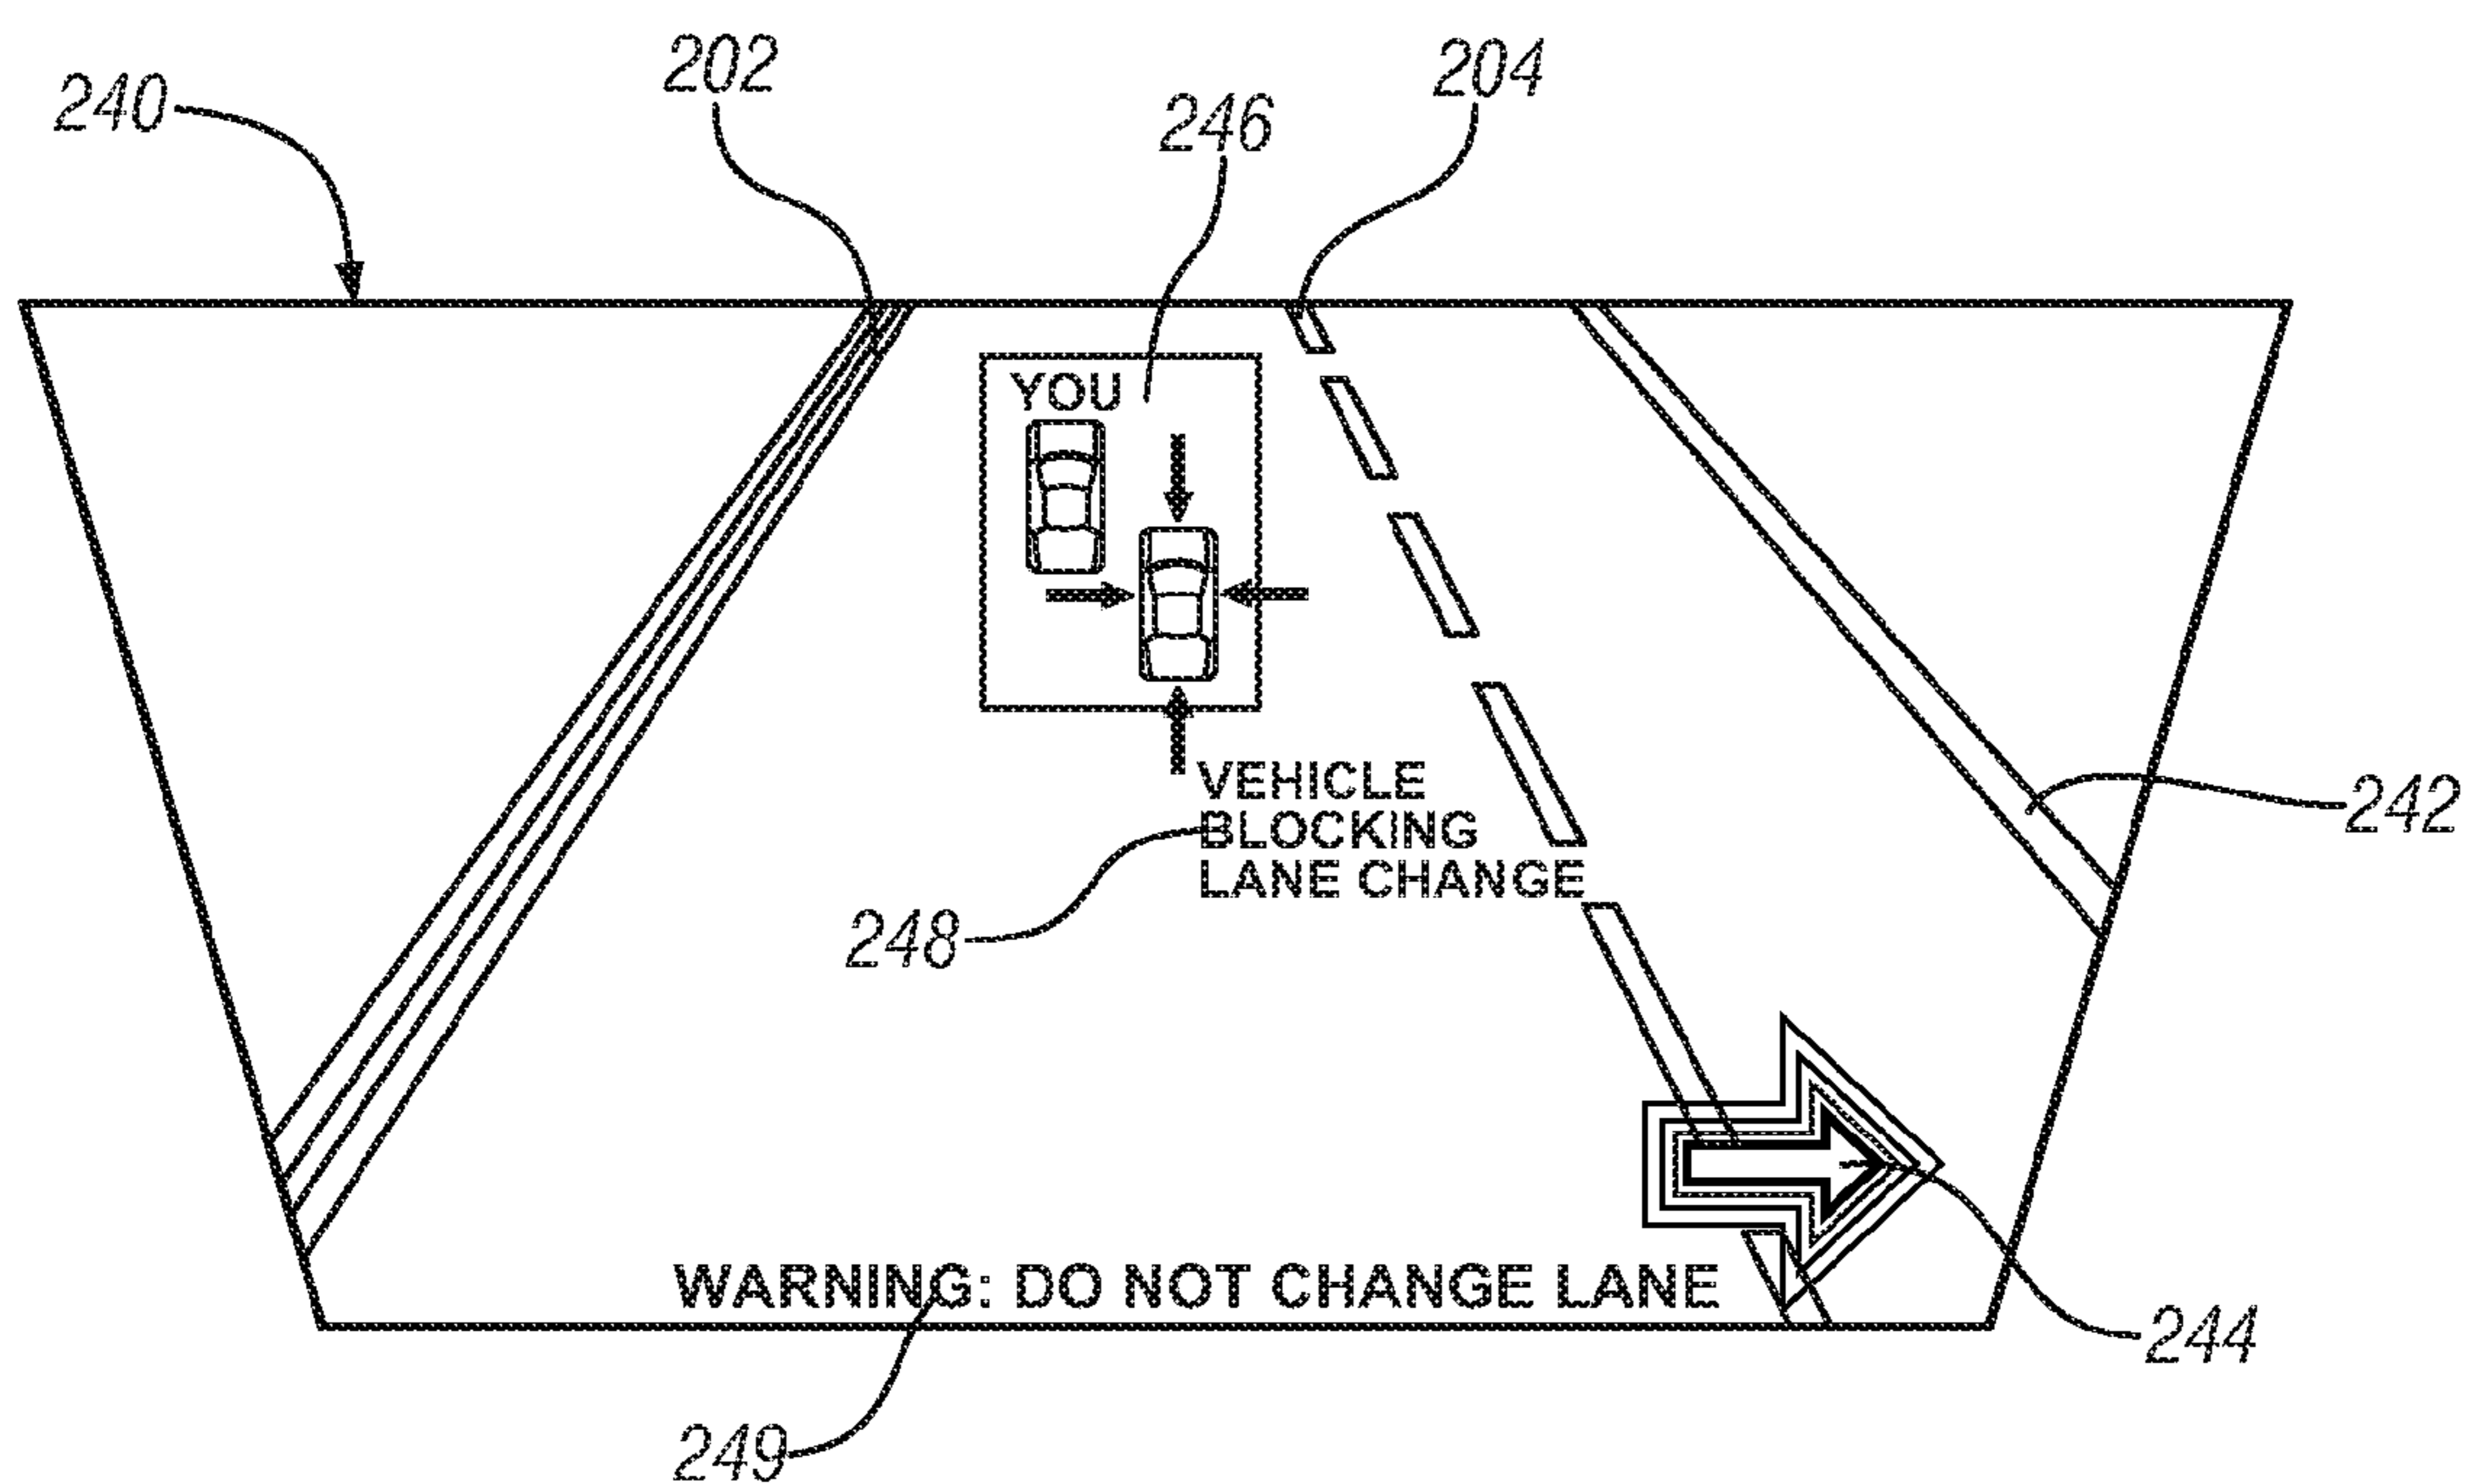 202
204
240
246
YOU
VEHICLE
BLOCKING
LANE CHANGE
242
248
WARNING: DO NOT CHANGE LANE
244
249